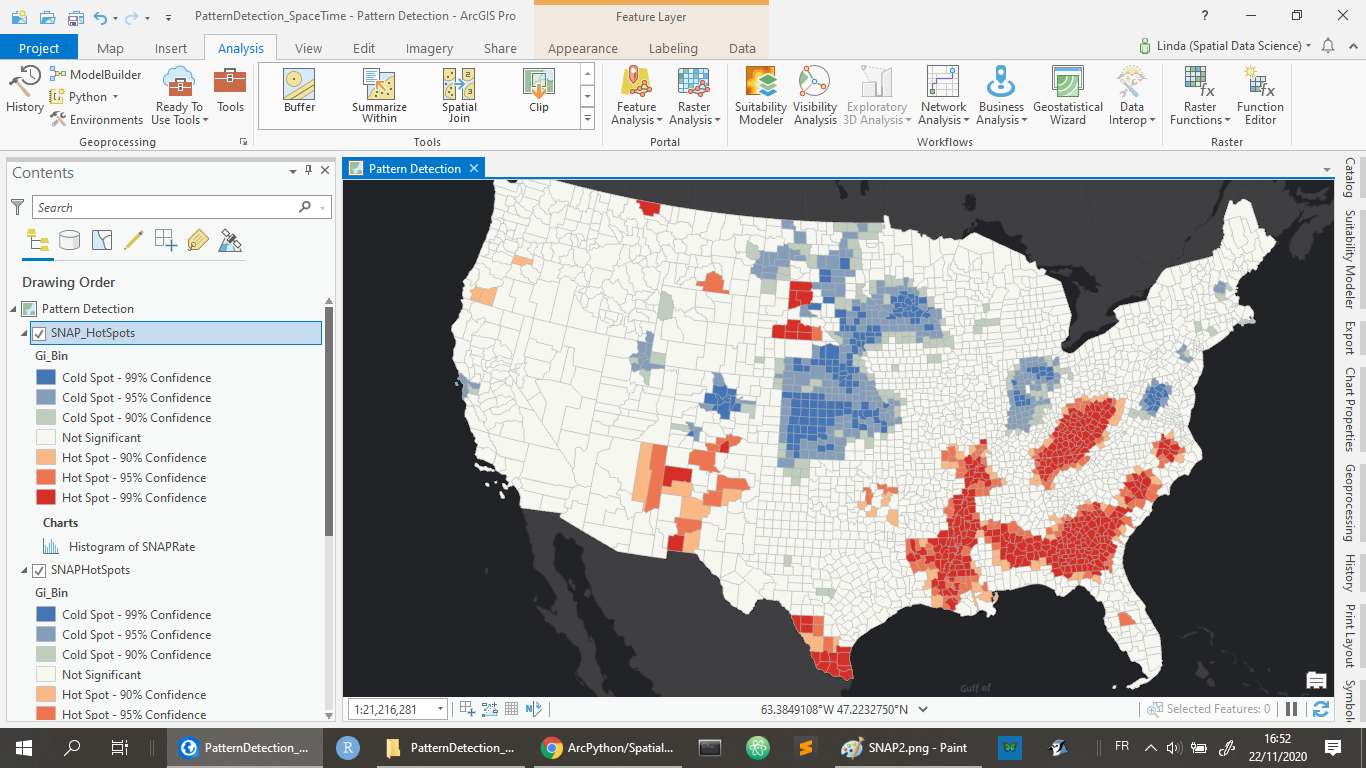 PatternDetection_SpaceTime - Pattern Detection - ArcGIS Pro
Feature Layer
?
Project
Map
Insert
Analysis
View
Edit
Imagery
Share
Appearance
Labeling
Data
Linda (Spatial Data Science)
History
ModelBuilder
Python
Environments
Ready To
Use Tools
Tools
Geoprocessing
Buffer
Summarize
Within
Spatial
Join
Clip
Tools
Feature
Analysis
Raster
Analysis
Portal
Suitability
Modeler
Visibility
Analysis
Exploratory
3D Analysis
Network
Analysis
Business
Analysis
Geostatistical
Wizard
Data
Interop
Workflows
Raster
Functions
Function
Editor
Raster
Contents
Search
Drawing Order
Pattern Detection
SNAP_HotSpots
Gi_Bin
Cold Spot - 99% Confidence
Cold Spot - 95% Confidence
Cold Spot - 90% Confidence
Not Significant
Hot Spot - 90% Confidence
Hot Spot - 95% Confidence
Hot Spot - 99% Confidence
Charts
Histogram of SNAPRate
SNAPHotSpots
Gi_Bin
Cold Spot - 99% Confidence
Cold Spot - 95% Confidence
Cold Spot - 90% Confidence
Not Significant
Hot Spot - 90% Confidence
Hot Spot - 95% Confidence
Pattern Detection
Gulf of
1:21,216,281
63.3849108°W 47.2232750°N
Selected Features: 0
Catalog
Suitability Modeler
Export
Chart Properties
Geoprocessing
History
Print Layout
Symbol
PatternDetection_...
R
PatternDetection_...
ArcPython/Spatial...
SNAP2.png - Paint
FR
16:52
22/11/2020